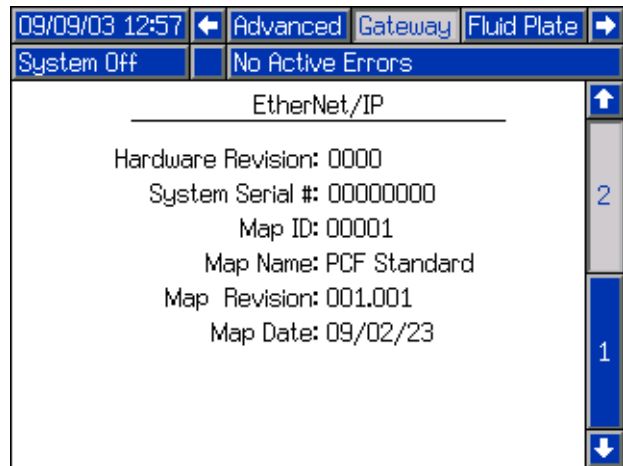 09/09/03 12:57 Advanced Gateway Fluid Plate
System Off No Active Errors
EtherNet/IP
Hardware Revision: 0000
System Serial #: 00000000
2
Map ID: 00001
Map Name: PCF Standard
Map Revision: 001.001
Map Date: 09/02/23
1